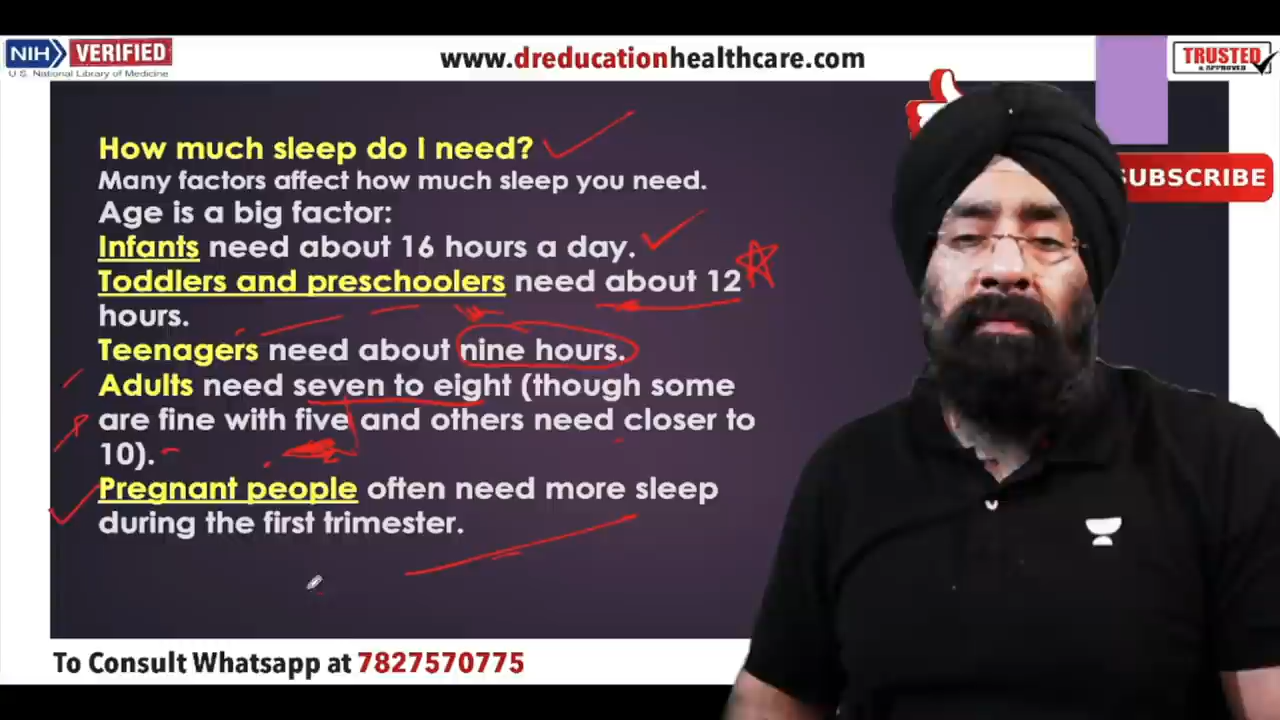 NIH VERIFIED
U.S. National Library of Medicine
www.dreducationhealthcare.com
TRUSTED
& APPROVED
SUBSCRIBE
How much sleep do I need?
Many factors affect how much sleep you need.
Age is a big factor:
Infants need about 16 hours a day.
Toddlers and preschoolers need about 12
hours.
Teenagers need about nine hours.
Adults need seven to eight (though some
are fine with five and others need closer to
10).
Pregnant people often need more sleep
during the first trimester.
To Consult Whatsapp at 7827570775